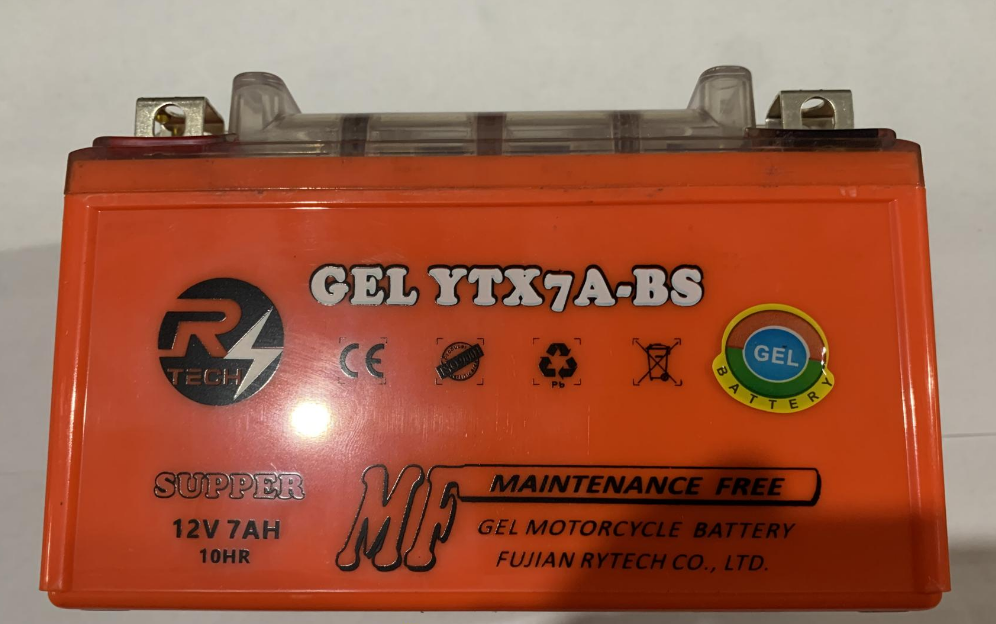 GEL YTX7A-BS
R
TECH
CE
Pb
GEL
BATTERY
SUPPER
12V 7AH
10HR
MF
MAINTENANCE FREE
GEL MOTORCYCLE BATTERY
FUJIAN RYTECH CO., LTD.